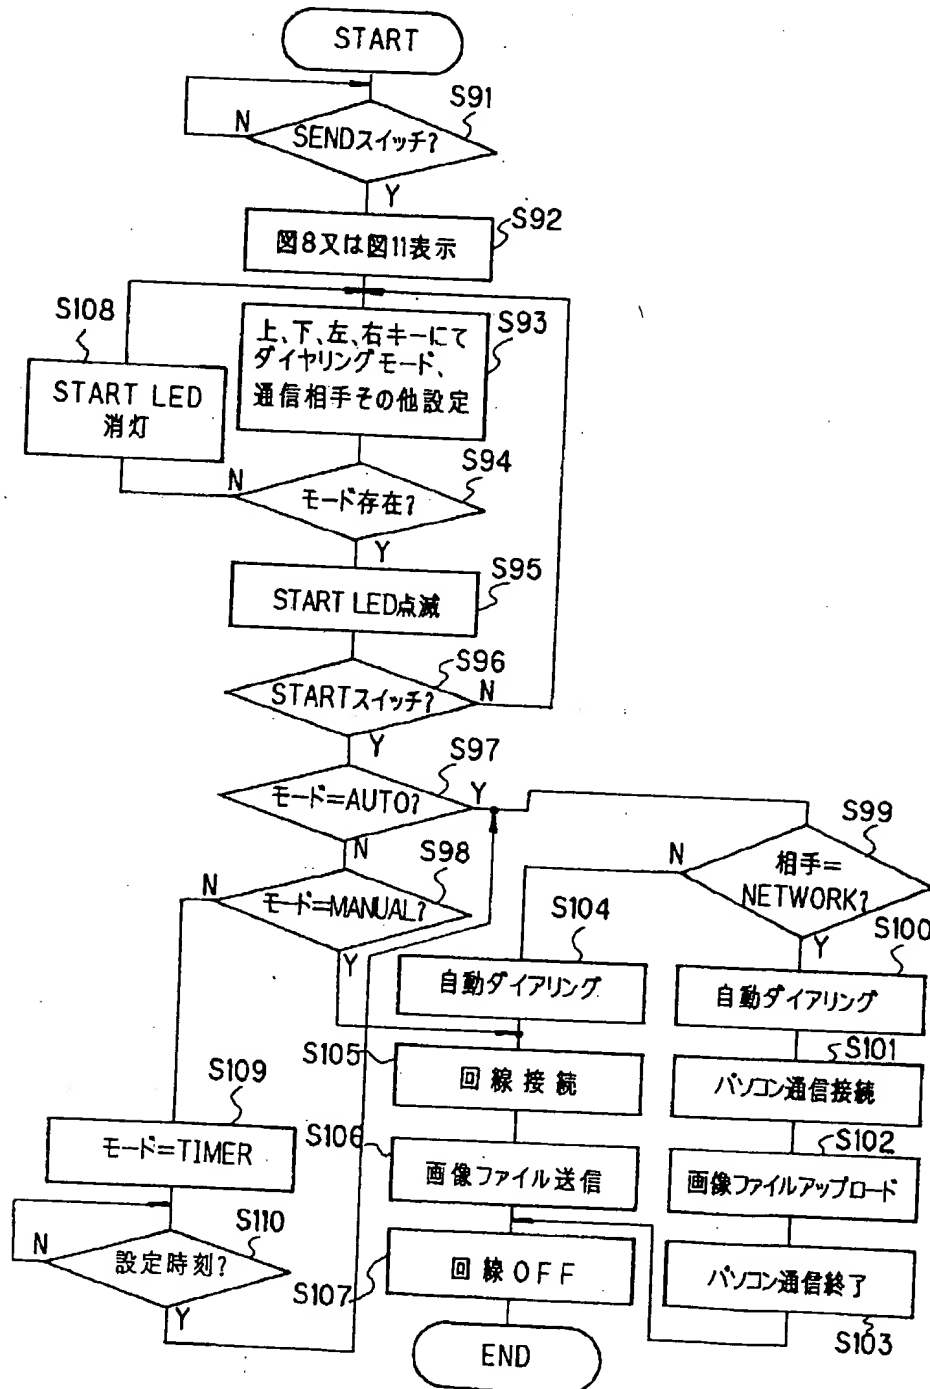 START
S91
N
SENDスイッチ?
Y
S92
図8又は図11表示
S108
START LED
消灯
S93
上、下、左、右キーにて
ダイヤリングモード、
通信相手その他設定
S94
N
モード存在?
Y
S95
START LED点滅
S96
STARTスイッチ?
N
Y
S97
モード=AUTO?
Y
N
S98
N
モード=MANUAL?
Y
S99
N
相手=
NETWORK?
Y
S104
自動ダイアリング
S100
自動ダイアリング
S105
回線接続
S101
パソコン通信接続
S109
モード=TIMER
S106
画像ファイル送信
S102
画像ファイルアップロード
S110
N
設定時刻?
Y
S107
回線OFF
パソコン通信終了
S103
END